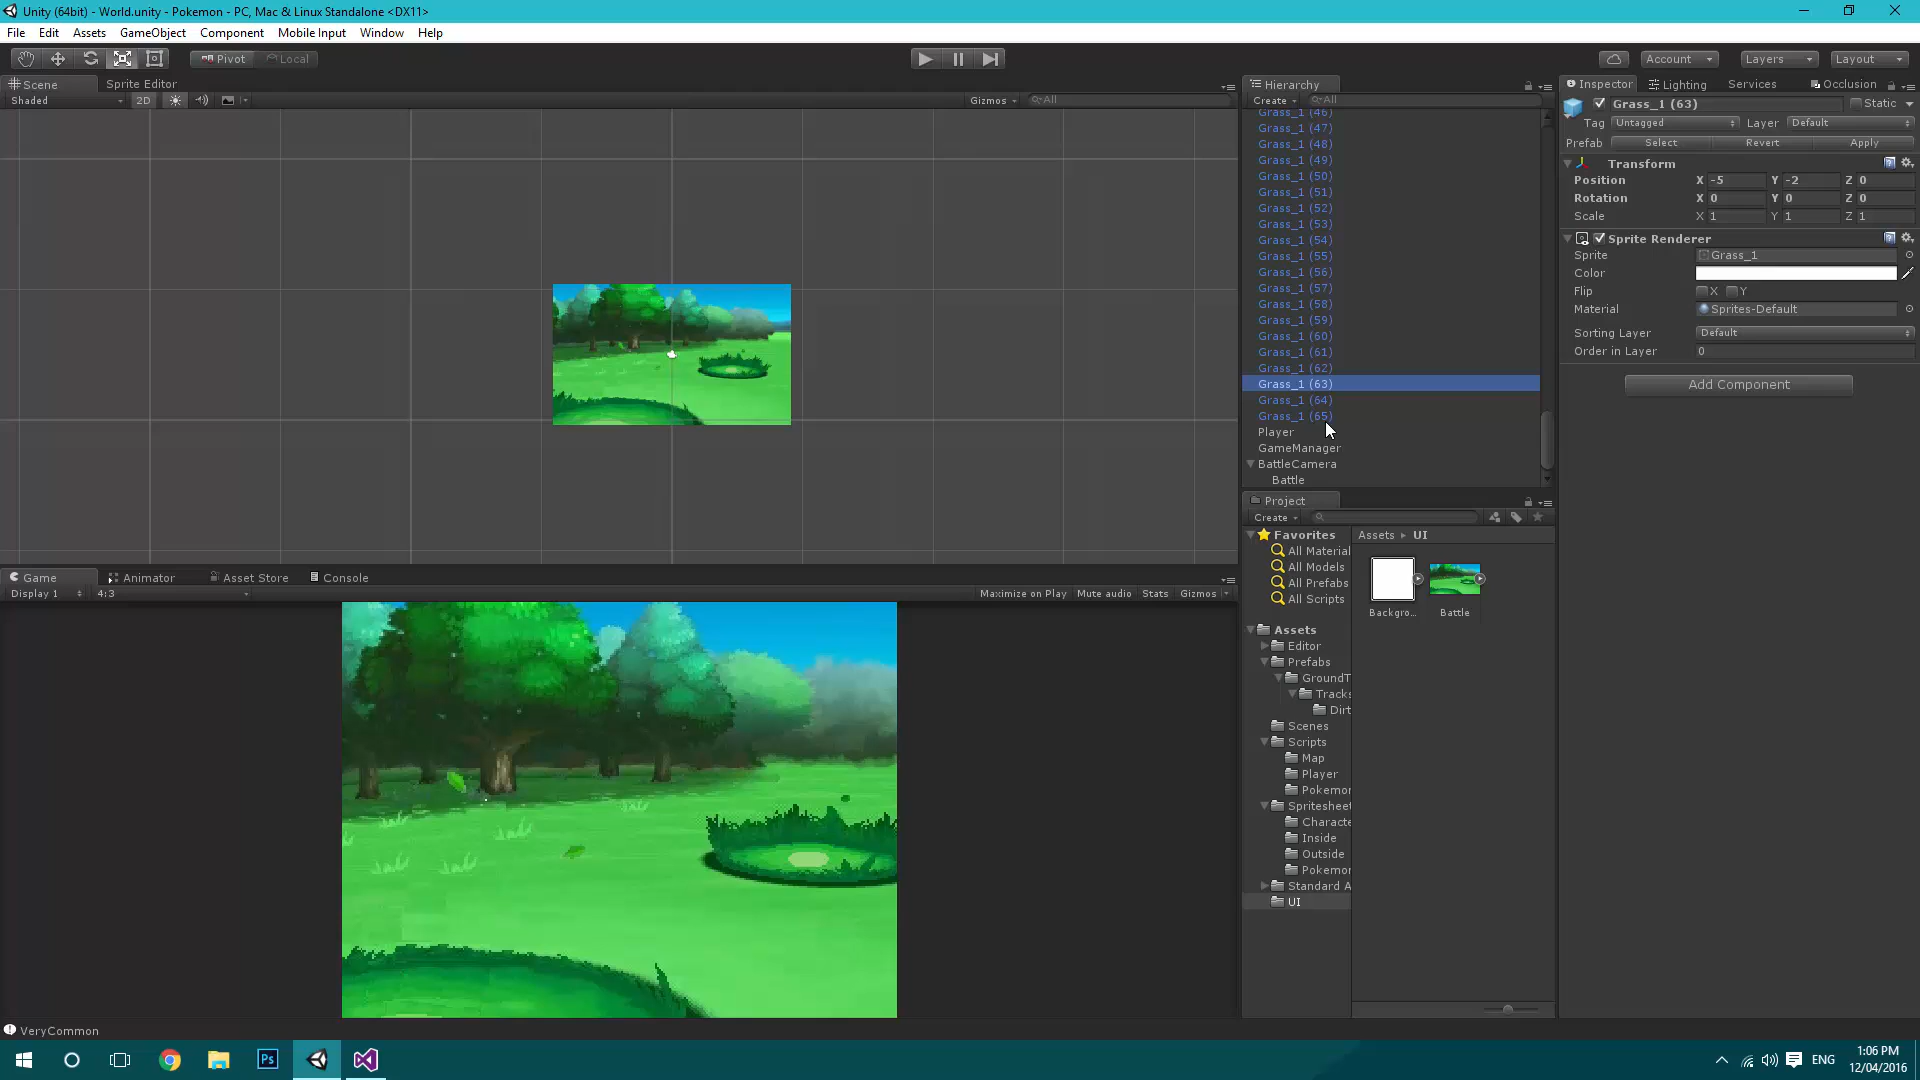 Unity (64bit) - World.unity - Pokemon - PC, Mac & Linux Standalone <DX11>
File Edit Assets GameObject Component Mobile Input Window Help
Pivot Local Account Layers Layout
Scene Sprite Editor
Shaded 2D Gizmos All
Hierarchy
Create All
Grass_1 (46)
Grass_1 (47)
Grass_1 (48)
Grass_1 (49)
Grass_1 (50)
Grass_1 (51)
Grass_1 (52)
Grass_1 (53)
Grass_1 (54)
Grass_1 (55)
Grass_1 (56)
Grass_1 (57)
Grass_1 (58)
Grass_1 (59)
Grass_1 (60)
Grass_1 (61)
Grass_1 (62)
Grass_1 (63)
Grass_1 (64)
Grass_1 (65)
Player
GameManager
BattleCamera
Battle
Inspector Lighting Services Occlusion
Grass_1 (63) Static
Tag Untagged Layer Default
Prefab Select Revert Apply
Transform
Position X -5 Y -2 Z 0
Rotation X 0 Y 0 Z 0
Scale X 1 Y 1 Z 1
Sprite Renderer
Sprite Grass_1
Color
Flip X Y
Material Sprites-Default
Sorting Layer Default
Order in Layer 0
Add Component
Project
Create
Favorites
All Material
All Models
All Prefabs
All Scripts
Assets
Editor
Prefabs
GroundT
Tracks
Dirt
Scenes
Scripts
Map
Player
Pokemon
Spritesheet
Characte
Inside
Outside
Pokemon
Standard A
UI
Assets UI
Backgro... Battle
Game Animator Asset Store Console
Display 1 4:3 Maximize on Play Mute audio Stats Gizmos
VeryCommon
Ps
ENG
1:06 PM
12/04/2016